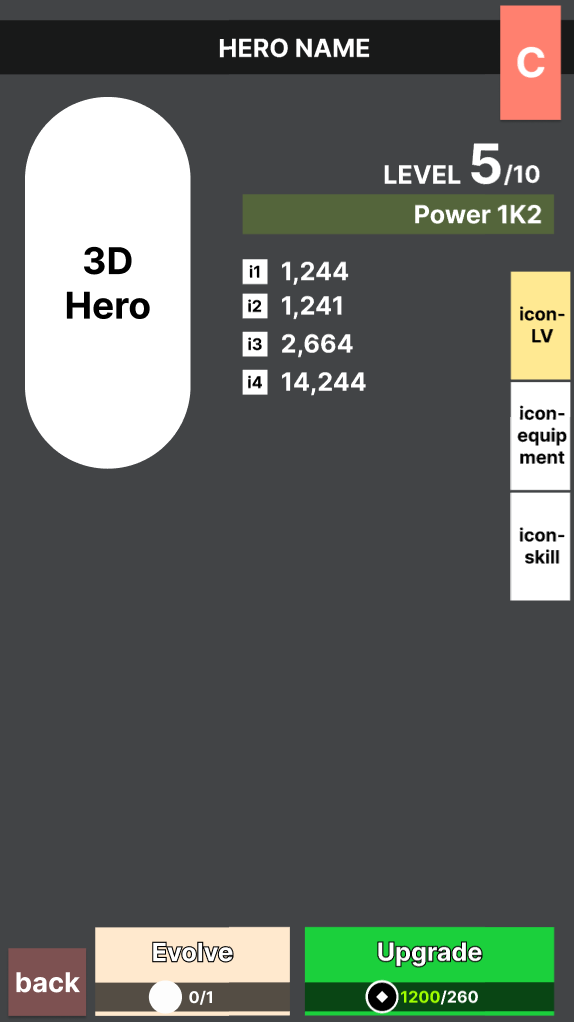 HERO NAME
C
3D
Hero
LEVEL 5/10
Power 1K2
i1 1,244
i2 1,241
i3 2,664
i4 14,244
icon-
LV
icon-
equip
ment
icon-
skill
back
Evolve
0/1
Upgrade
1200/260